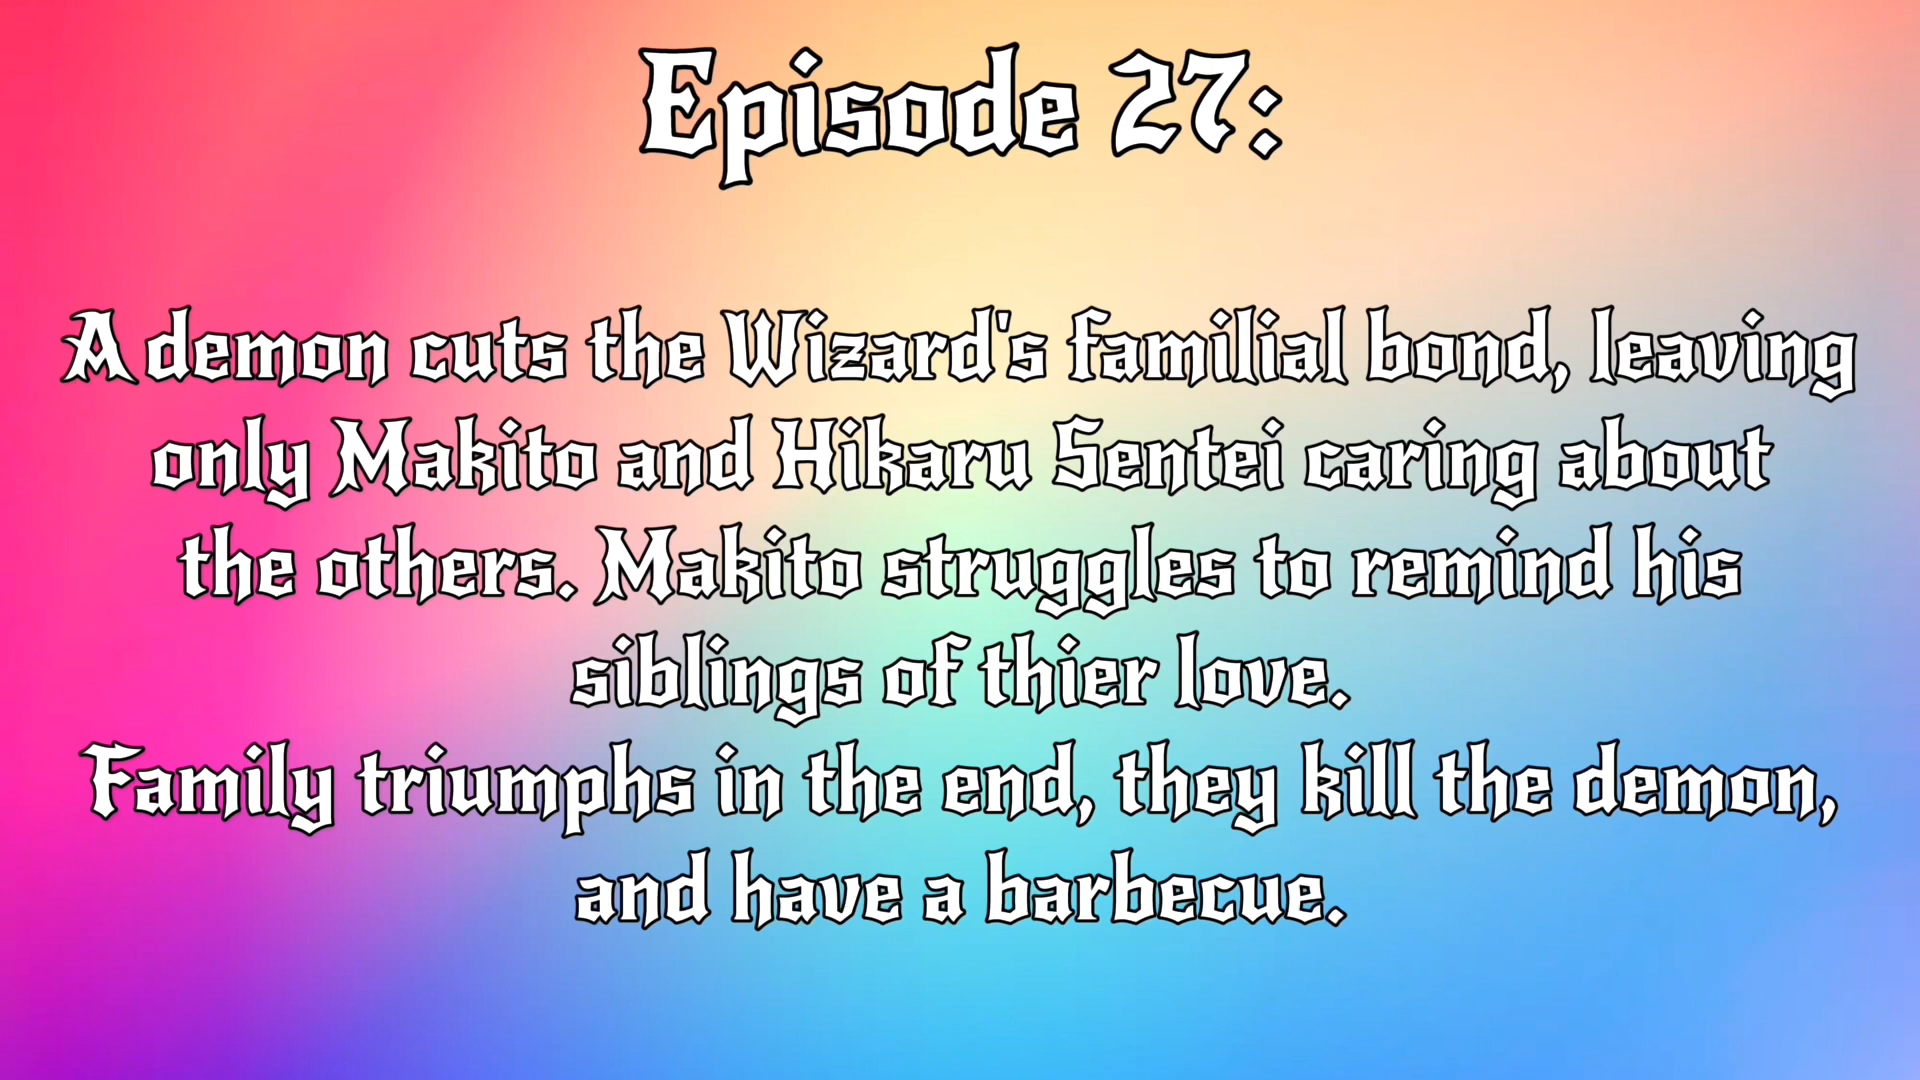 Episode 27:
A demon cuts the Wizard's familial bond, leaving
only Makito and Hikaru Sentei caring about
the others. Makito struggles to remind his
siblings of thier love.
Family triumphs in the end, they kill the demon,
and have a barbecue.